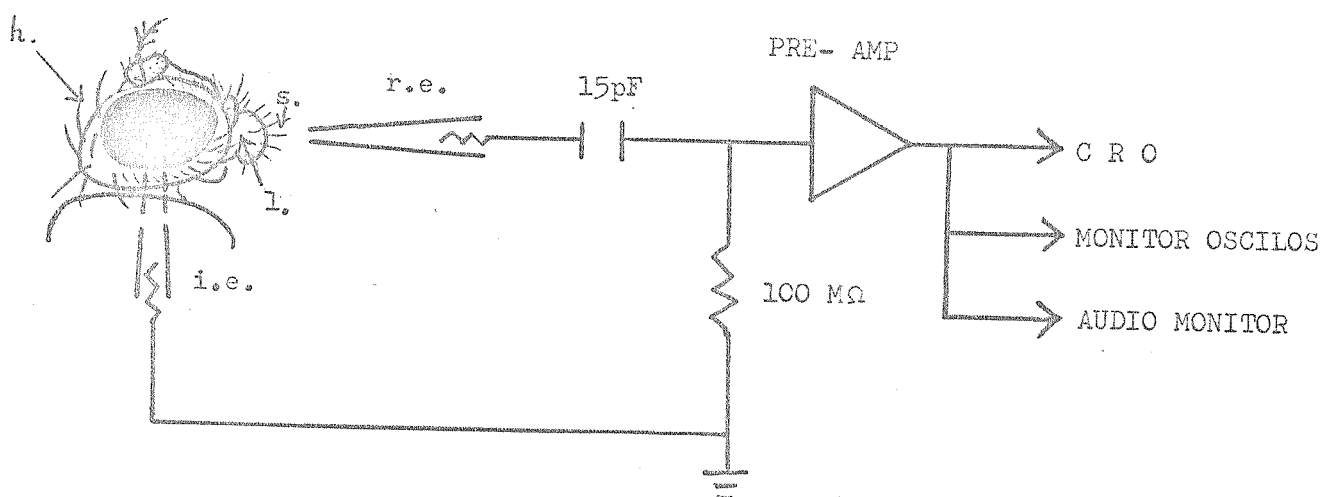 h.
PRE- AMP
r.e.
15pF
s.
C R O
l.
MONITOR OSCILOS
i.e.
100 MΩ
AUDIO MONITOR